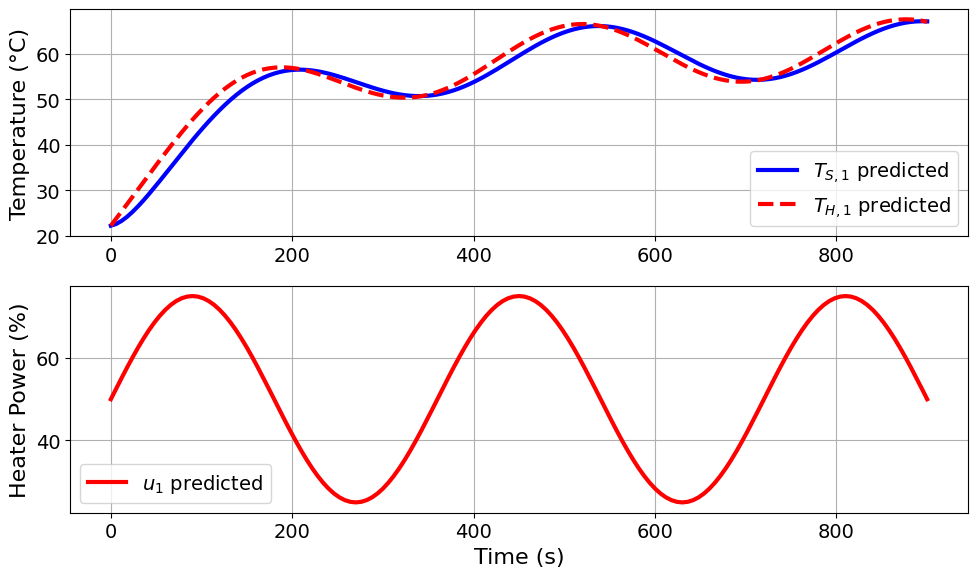 Temperature (°C)
60
50
40
30
20
T_{S,1} predicted
T_{H,1} predicted
0 200 400 600 800
Heater Power (%)
60
40
u_1 predicted
0 200 400 600 800
Time (s)